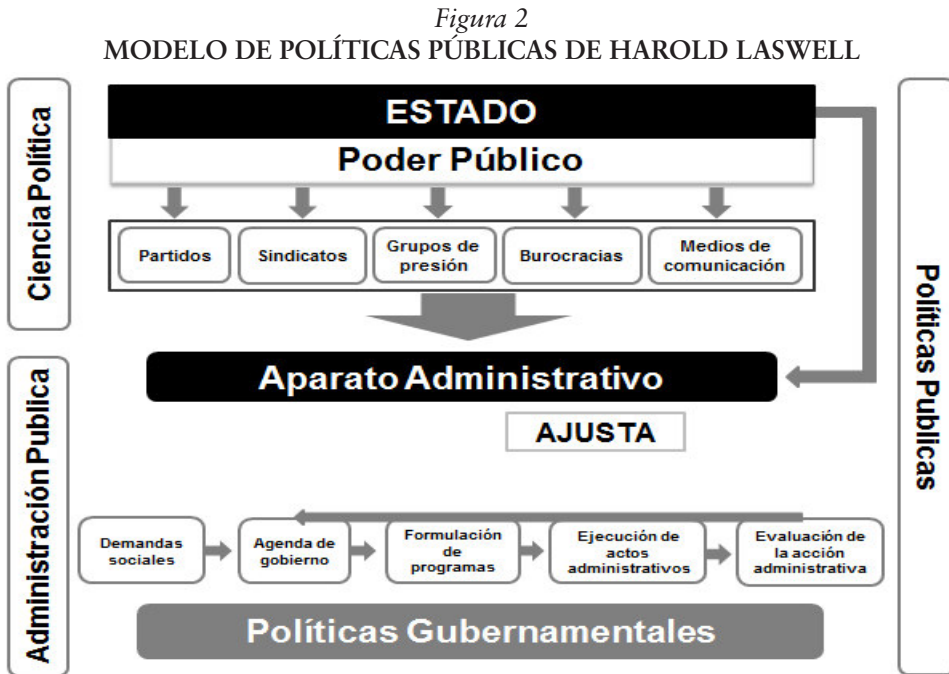 Figura 2
MODELO DE POLÍTICAS PÚBLICAS DE HAROLD LASWELL
Ciencia Política
ESTADO
Poder Público
Partidos
Sindicatos
Grupos de
presión
Burocracias
Medios de
comunicación
Aparato Administrativo
AJUSTA
Administración Publica
Demandas
sociales
Agenda de
gobierno
Formulación
de
programas
Ejecución de
actos
administrativos
Evaluación de
la acción
administrativa
Políticas Gubernamentales
Políticas Publicas